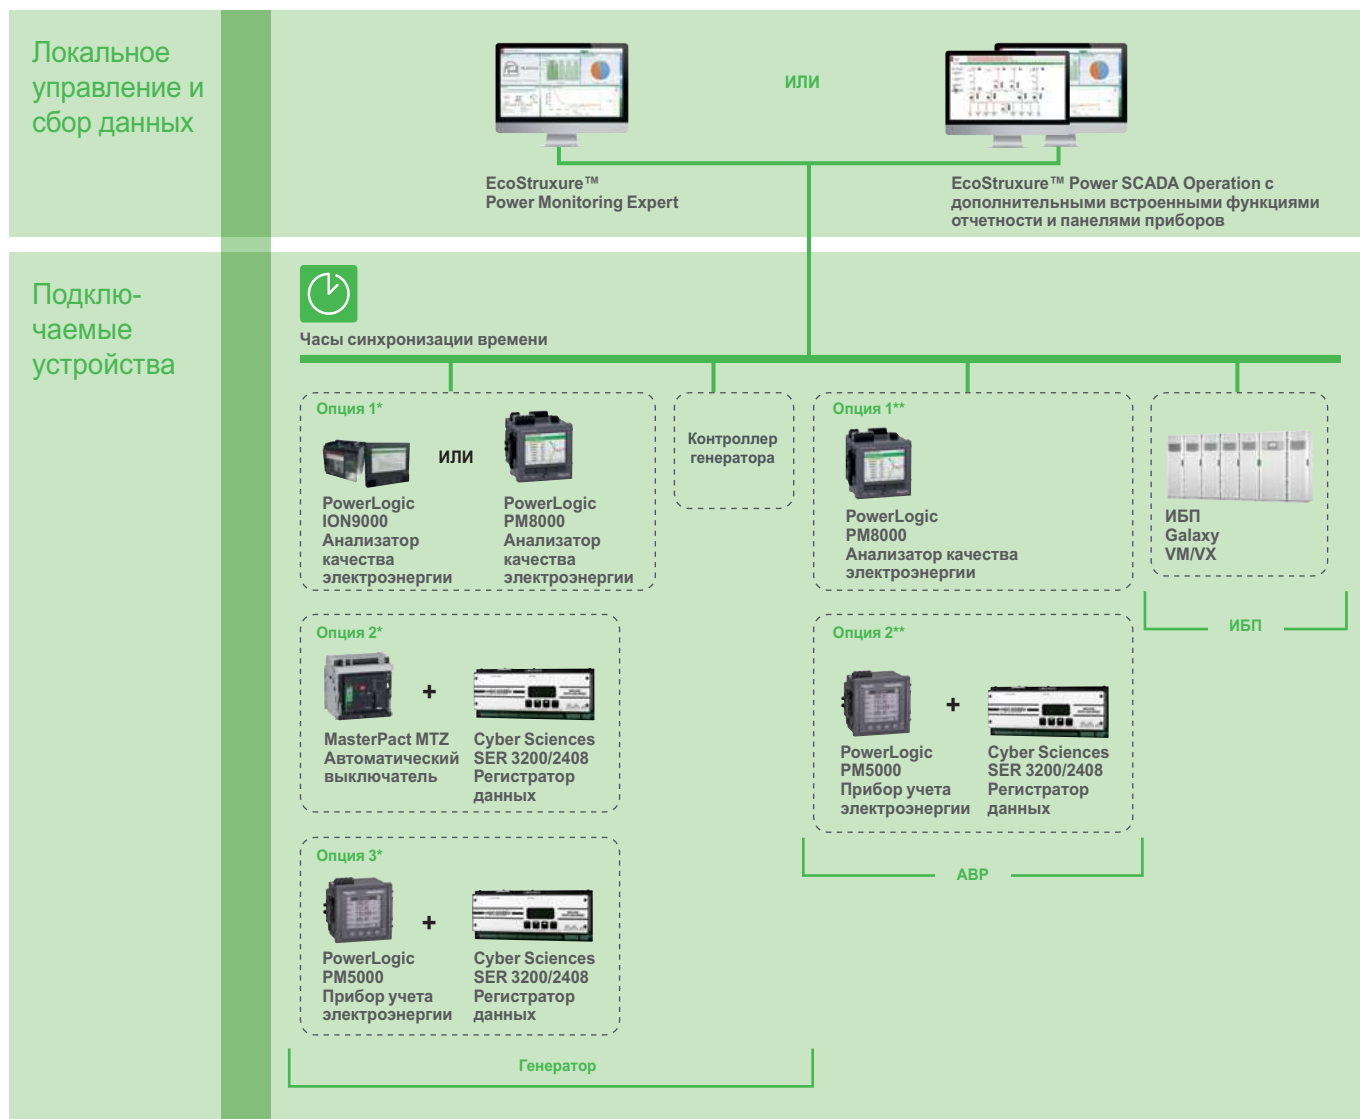 Локальное
управление и
сбор данных
ИЛИ
EcoStruxure™
Power Monitoring Expert
EcoStruxure™ Power SCADA Operation с
дополнительными встроенными функциями
отчетности и панелями приборов
Подклю-
чаемые
устройства
Часы синхронизации времени
Опция 1*
ИЛИ
PowerLogic
ION9000
Анализатор
качества
электроэнергии
PowerLogic
PM8000
Анализатор
качества
электроэнергии
Контроллер
генератора
Опция 1**
PowerLogic
PM8000
Анализатор качества
электроэнергии
ИБП
Galaxy
VM/VX
ИБП
Опция 2*
+
MasterPact MTZ
Автоматический
выключатель
Cyber Sciences
SER 3200/2408
Регистратор
данных
Опция 2**
+
PowerLogic
PM5000
Прибор учета
электроэнергии
Cyber Sciences
SER 3200/2408
Регистратор
данных
АВР
Опция 3*
+
PowerLogic
PM5000
Прибор учета
электроэнергии
Cyber Sciences
SER 3200/2408
Регистратор
данных
Генератор